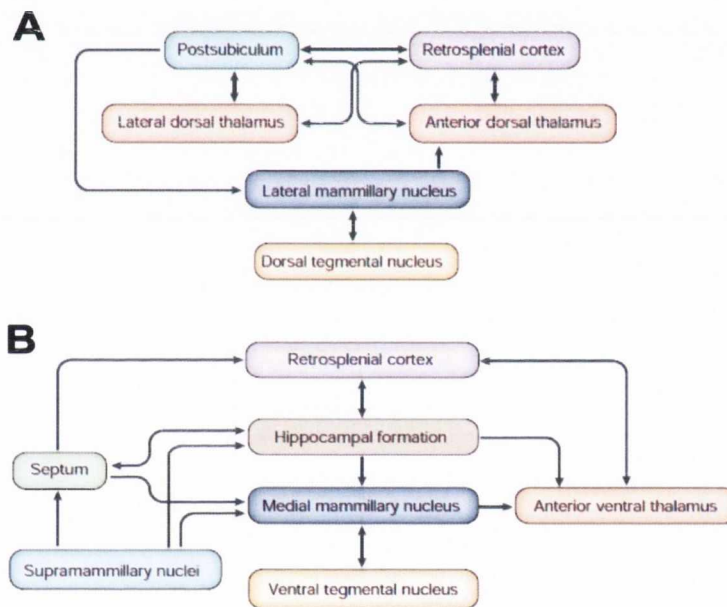 A
Postsubiculum
Retrosplenial cortex
Lateral dorsal thalamus
Anterior dorsal thalamus
Lateral mammillary nucleus
Dorsal tegmental nucleus
B
Retrosplenial cortex
Hippocampal formation
Septum
Medial mammillary nucleus
Anterior ventral thalamus
Supramammillary nuclei
Ventral tegmental nucleus